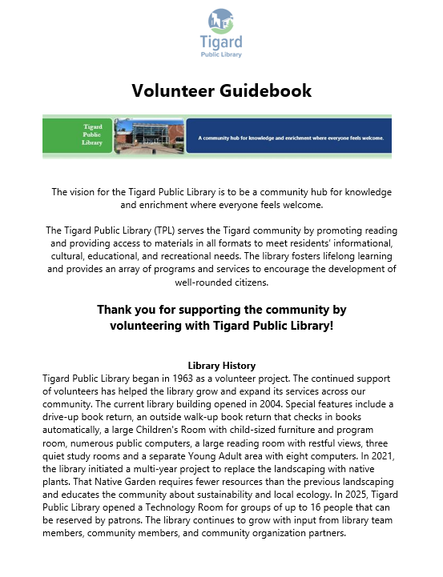 Tigard
Public Library
Volunteer Guidebook
Tigard
Public
Library
A community hub for knowledge and enrichment where everyone feels welcome.
The vision for the Tigard Public Library is to be a community hub for knowledge
and enrichment where everyone feels welcome.
The Tigard Public Library (TPL) serves the Tigard community by promoting reading
and providing access to materials in all formats to meet residents' informational,
cultural, educational, and recreational needs. The library fosters lifelong learning
and provides an array of programs and services to encourage the development of
well-rounded citizens.
Thank you for supporting the community by
volunteering with Tigard Public Library!
Library History
Tigard Public Library began in 1963 as a volunteer project. The continued support
of volunteers has helped the library grow and expand its services across our
community. The current library building opened in 2004. Special features include a
drive-up book return, an outside walk-up book return that checks in books
automatically, a large Children's Room with child-sized furniture and program
room, numerous public computers, a large reading room with restful views, three
quiet study rooms and a separate Young Adult area with eight computers. In 2021,
the library initiated a multi-year project to replace the landscaping with native
plants. That Native Garden requires fewer resources than the previous landscaping
and educates the community about sustainability and local ecology. In 2025, Tigard
Public Library opened a Technology Room for groups of up to 16 people that can
be reserved by patrons. The library continues to grow with input from library team
members, community members, and community organization partners.